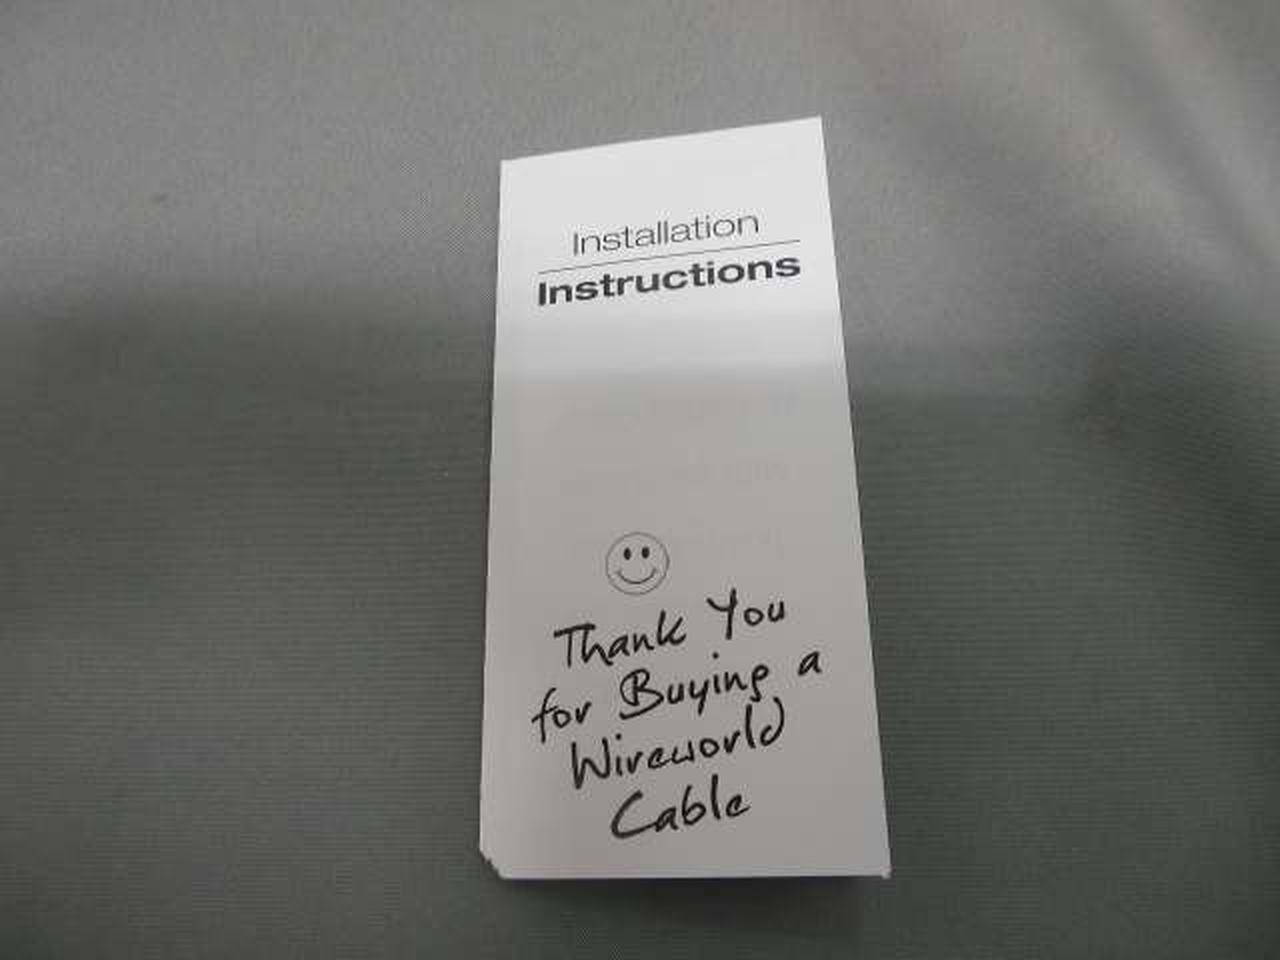 Installation
Instructions
Thank You
for Buying a
Wireworld
Cable